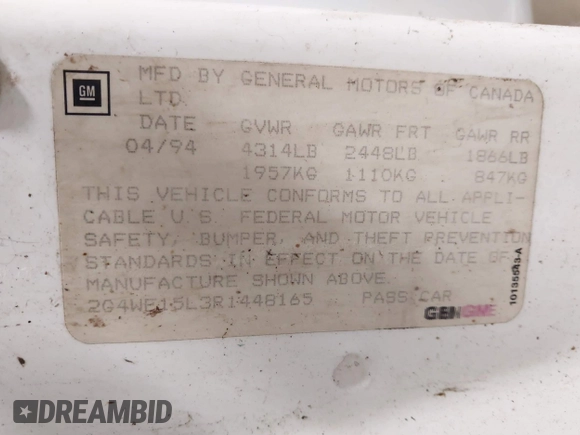 GM
MFD BY GENERAL MOTORS OF CANADA
LTD.
DATE GVWR GAWR FRT GAWR RR
04/94 4314LB 2448LB 1866LB
1957KG 1110KG 847KG
THIS VEHICLE CONFORMS TO ALL APPLI-
CABLE U.S. FEDERAL MOTOR VEHICLE
SAFETY, BUMPER, AND THEFT PREVENTION
STANDARDS IN EFFECT ON THE DATE OF
MANUFACTURE SHOWN ABOVE.
PASS CAR
GENGME
DREAMBID